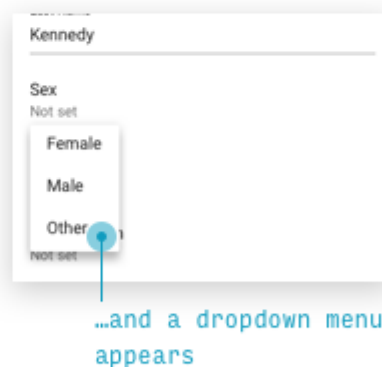 Kennedy
Sex
Not set
Female
Male
Other
Not set
…and a dropdown menu
appears